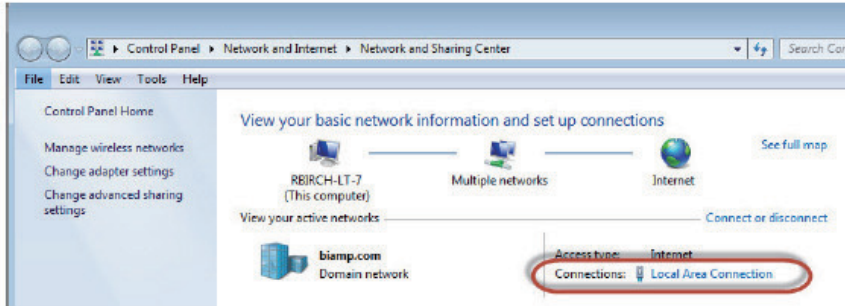 Control Panel ▸ Network and Internet ▸ Network and Sharing Center
Search Con
File Edit View Tools Help
Control Panel Home
Manage wireless networks
Change adapter settings
Change advanced sharing
settings
View your basic network information and set up connections
See full map
RBIRCH-LT-7
(This computer)
Multiple networks
Internet
View your active networks
Connect or disconnect
biamp.com
Domain network
Access type: Internet
Connections: Local Area Connection